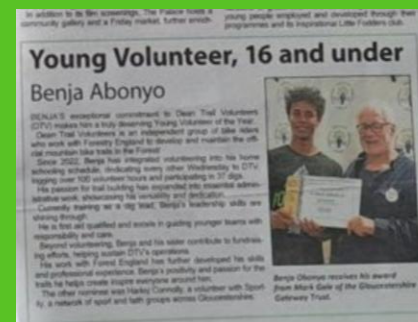 In addition to its film screenings, The Palace hosts a
community gallery and a Friday market, further enrich-
young people employed and developed through their
programmes and its inspirational Little Fodders club.
Young Volunteer, 16 and under
Benja Abonyo
BENJA'S exceptional commitment to Dean Trail Volunteers
(DTV) makes him a truly deserving Young Volunteer of the Year.
Dean Trail Volunteers is an independent group of bike riders
who work with Forestry England to develop and maintain the offi-
cial mountain bike trails in the Forest.
Since 2022, Benja has integrated volunteering into his home
schooling schedule, dedicating every other Wednesday to DTV,
logging over 100 volunteer hours and participating in 37 digs.
His passion for trail building has expanded into essential admin-
istrative work, showcasing his versatility and dedication.
Currently training as a dig lead, Benja's leadership skills are
shining through.
He is first aid qualified and excels in guiding younger teams with
responsibility and care.
Beyond volunteering, Benja and his sister contribute to fundrais-
ing efforts, helping sustain DTV's operations.
His work with Forest England has further developed his skills
and professional experience. Benja's positivity and passion for the
trails he helps create inspire everyone around him.
The other nominee was Harley Connolly, a volunteer with Sport-
ily, a network of sport and faith groups across Gloucestershire.
Benja Obonyo receives his award
from Mark Gale of the Gloucestershire
Gateway Trust.